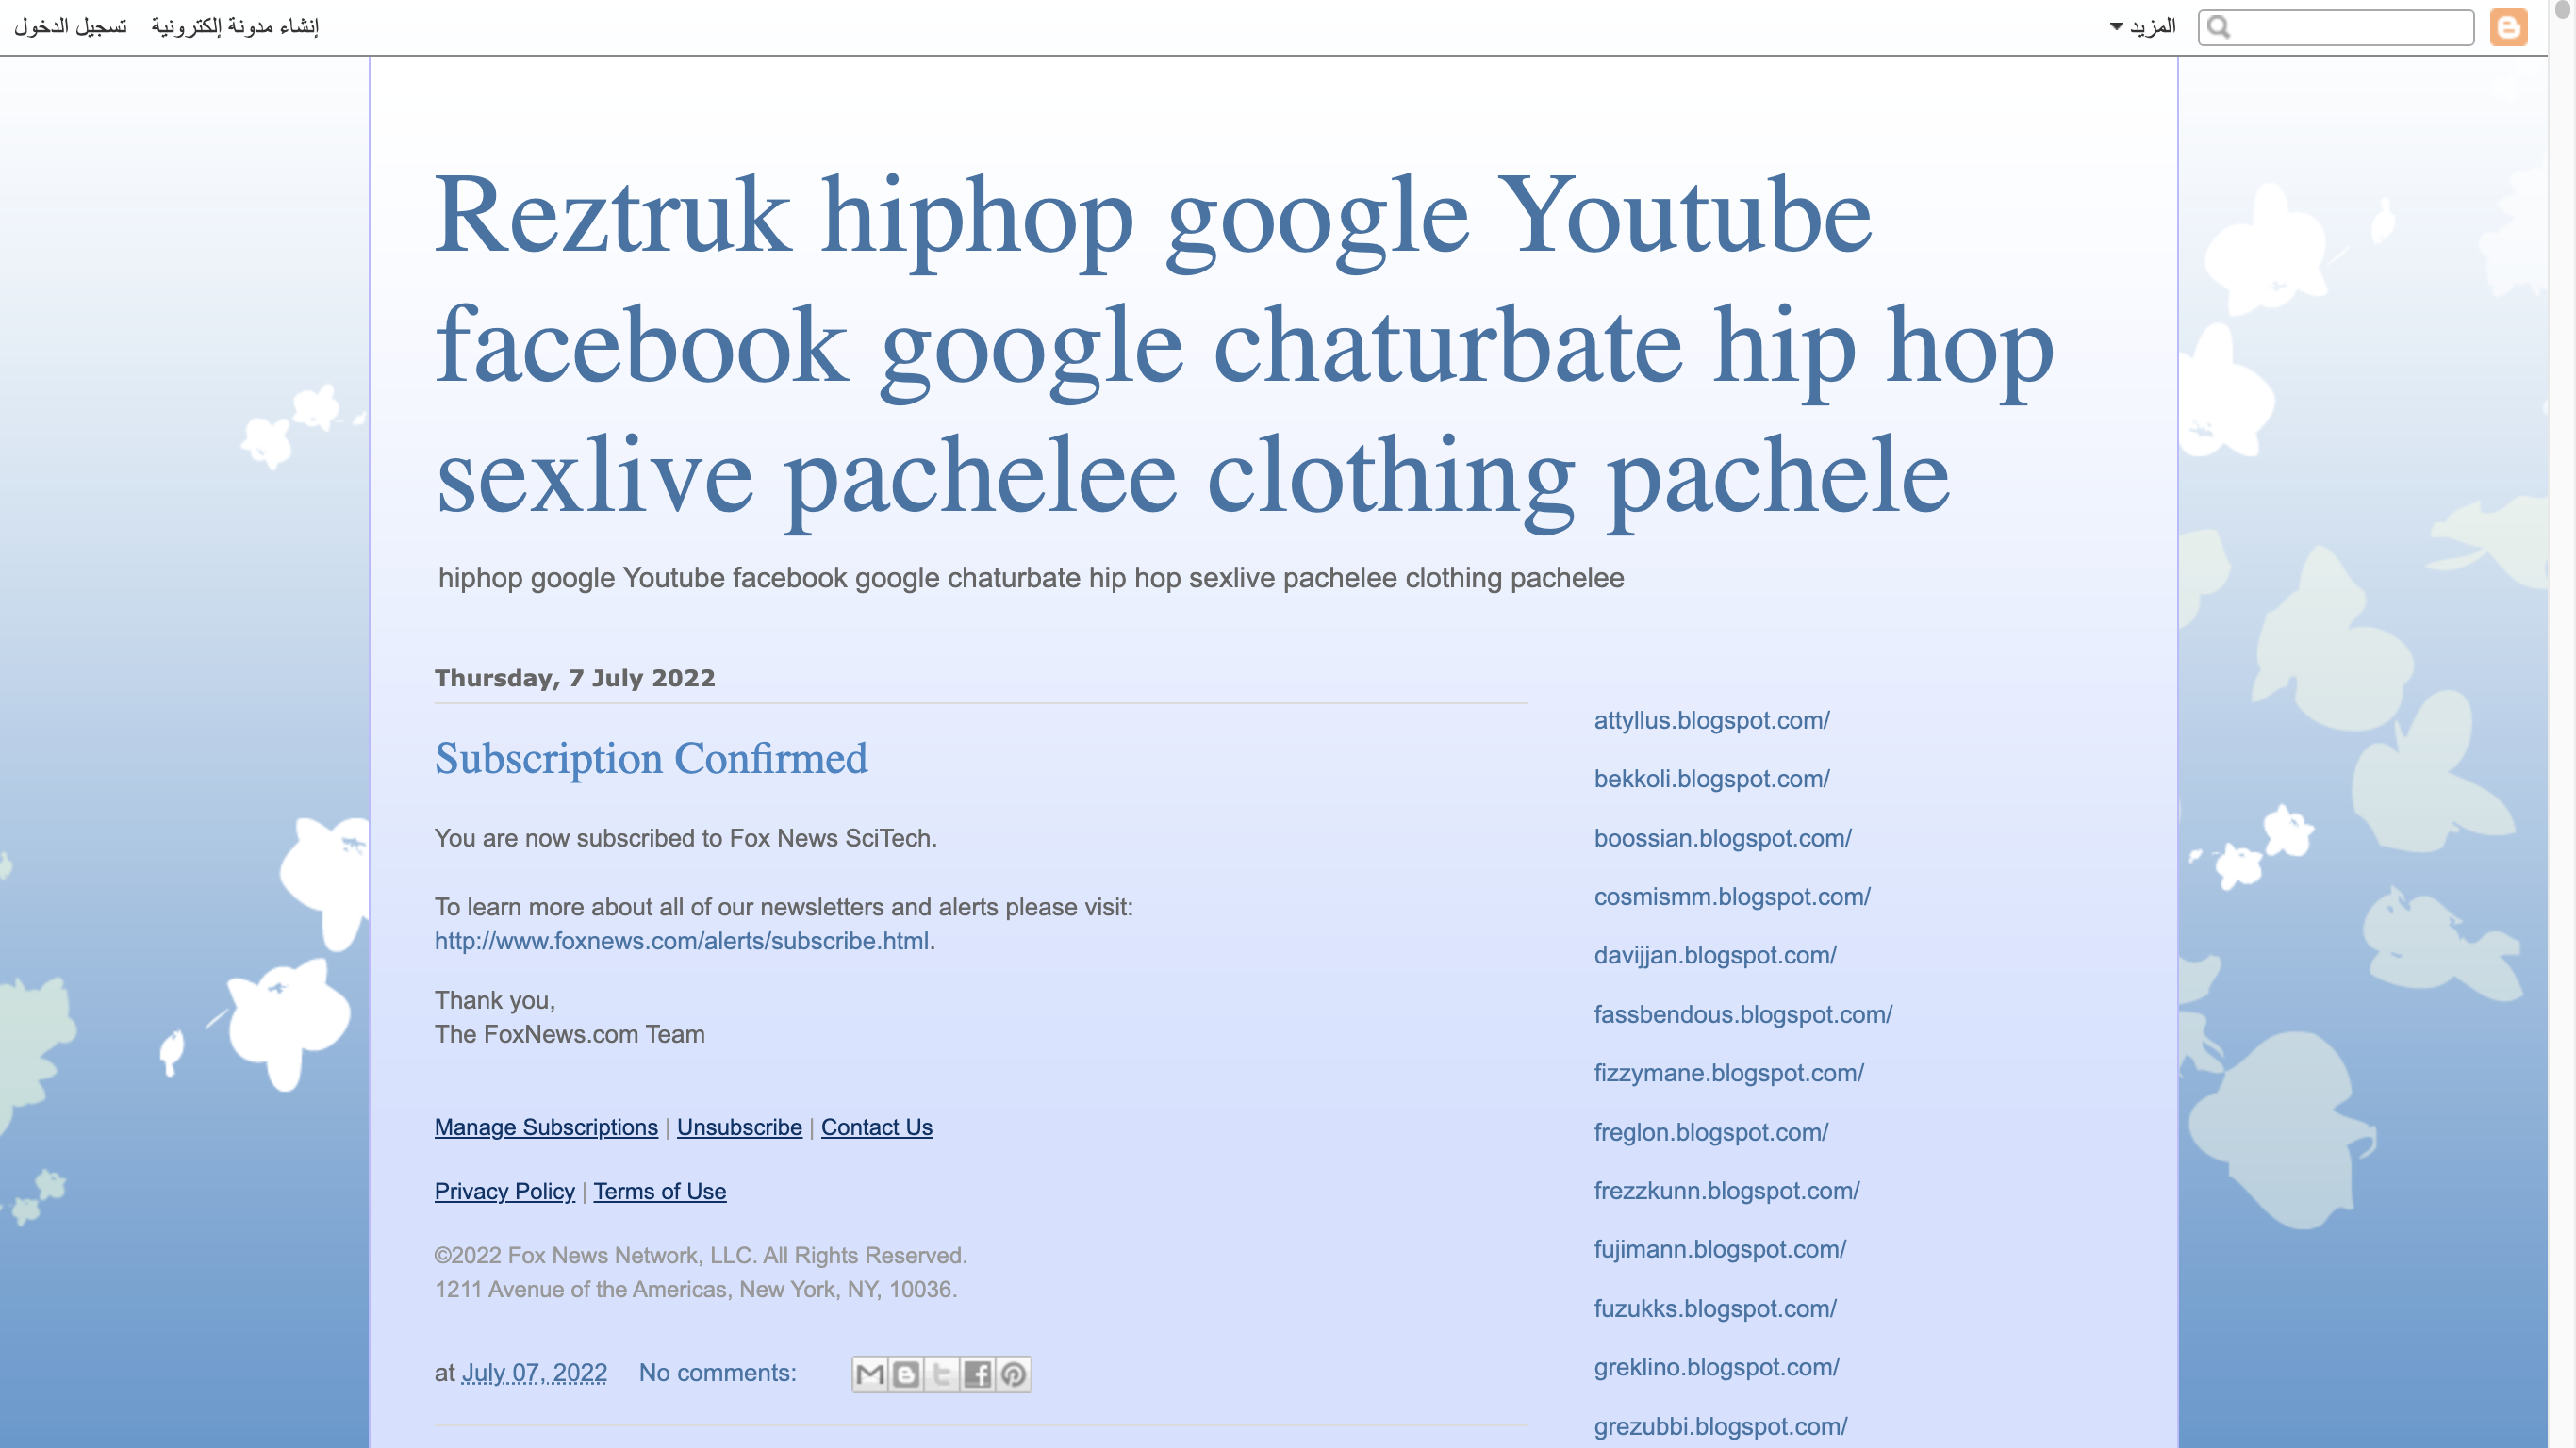 تسجيل الدخول إنشاء مدونة إلكترونية المزيد
Reztruk hiphop google Youtube
facebook google chaturbate hip hop
sexlive pachelee clothing pachele
hiphop google Youtube facebook google chaturbate hip hop sexlive pachelee clothing pachelee
Thursday, 7 July 2022
Subscription Confirmed
You are now subscribed to Fox News SciTech.
To learn more about all of our newsletters and alerts please visit:
http://www.foxnews.com/alerts/subscribe.html.
Thank you,
The FoxNews.com Team
Manage Subscriptions | Unsubscribe | Contact Us
Privacy Policy | Terms of Use
©2022 Fox News Network, LLC. All Rights Reserved.
1211 Avenue of the Americas, New York, NY, 10036.
at July 07, 2022 No comments:
attyllus.blogspot.com/
bekkoli.blogspot.com/
boossian.blogspot.com/
cosmismm.blogspot.com/
davijjan.blogspot.com/
fassbendous.blogspot.com/
fizzymane.blogspot.com/
freglon.blogspot.com/
frezzkunn.blogspot.com/
fujimann.blogspot.com/
fuzukks.blogspot.com/
greklino.blogspot.com/
grezubbi.blogspot.com/